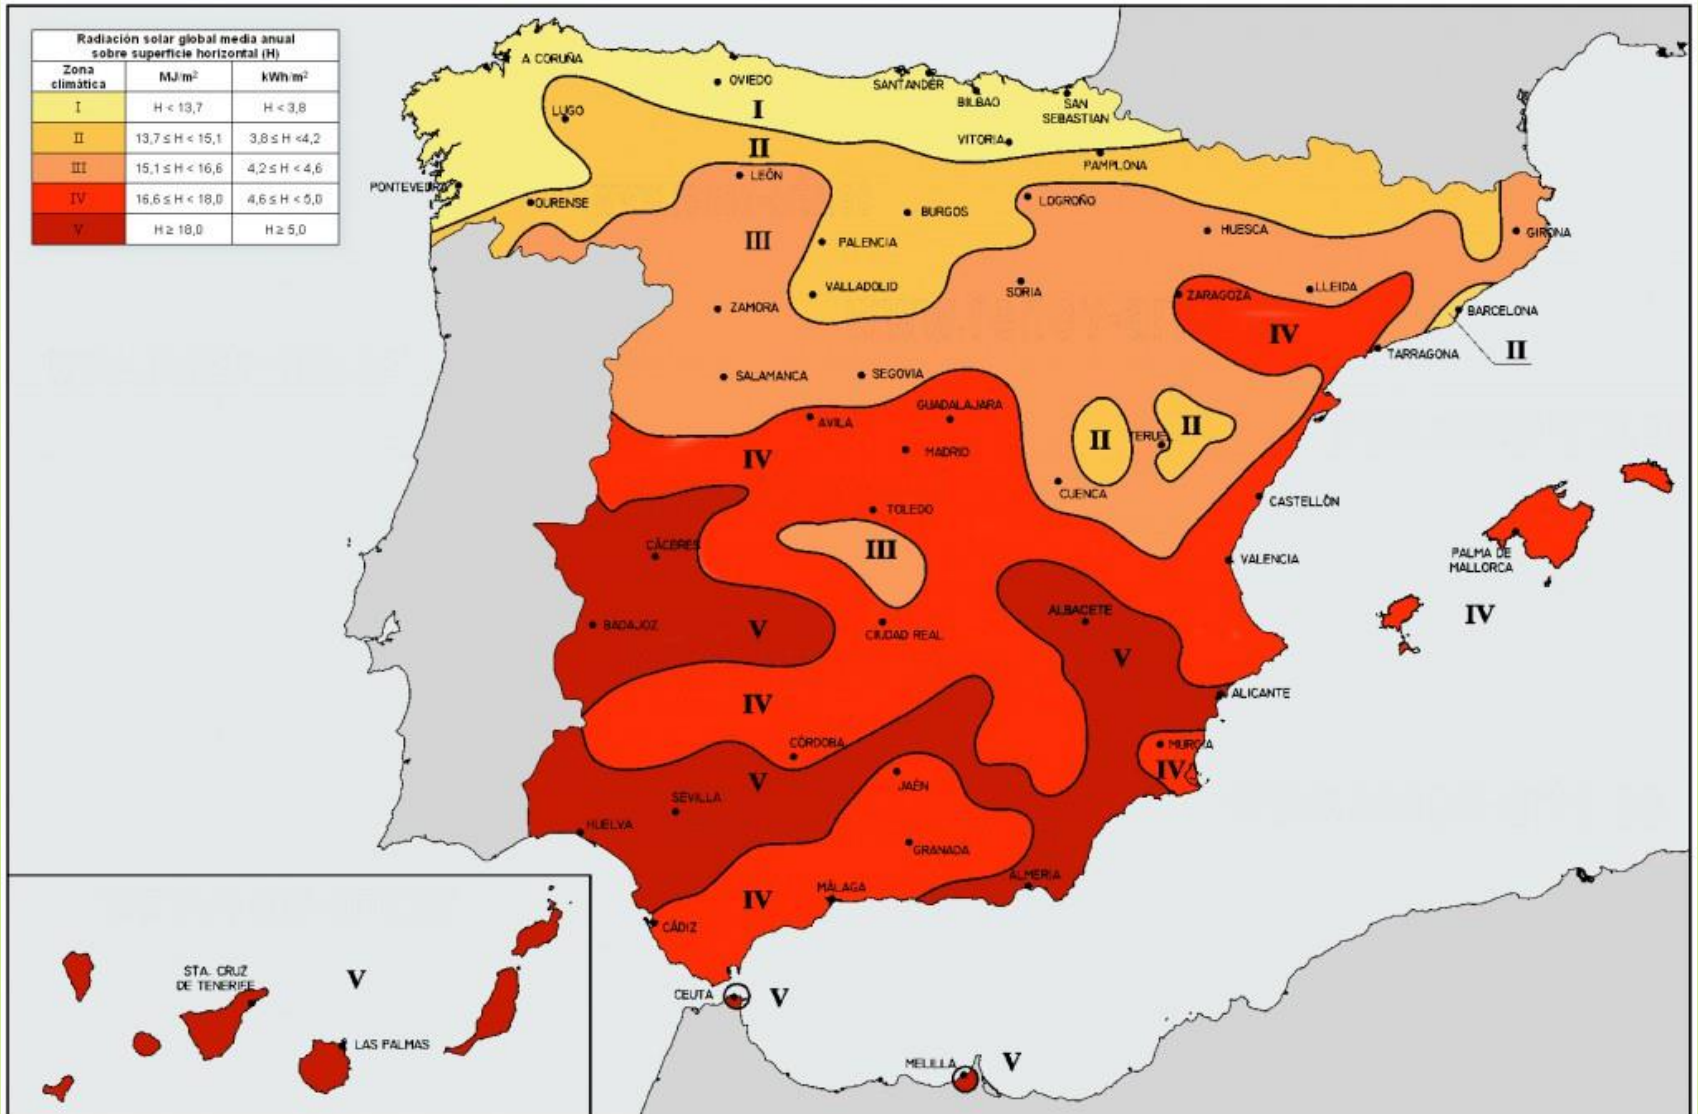 Radiación solar global media anual
sobre superficie horizontal (H)
Zona climática MJ/m² kWh/m²
I H < 13,7 H < 3,8
II 13,7 ≤ H < 15,1 3,8 ≤ H <4,2
III 15,1 ≤ H < 16,6 4,2 ≤ H < 4,6
IV 16,6 ≤ H < 18,0 4,6 ≤ H < 5,0
V H ≥ 18,0 H ≥ 5,0
A CORUÑA
OVIEDO
SANTANDER
BILBAO
SAN
SEBASTIAN
LUGO
I
VITORIA
II
PAMPLONA
LEÓN
PONTEVEDRA
OURENSE
BURGOS
LOGROÑO
III
PALENCIA
HUESCA
GIRONA
VALLADOLID
SORIA
ZARAGOZA
LLEIDA
ZAMORA
BARCELONA
IV
II
TARRAGONA
SALAMANCA
SEGOVIA
GUADALAJARA
AVILA
II
TERUEL
II
MADRID
IV
CUENCA
CASTELLÓN
TOLEDO
CÁCERES
III
VALENCIA
PALMA DE
MALLORCA
IV
BADAJOZ
V
CIUDAD REAL
ALBACETE
V
ALICANTE
IV
CÓRDOBA
MURCIA
IV
V
JAÉN
SEVILLA
HUELVA
GRANADA
ALMERIA
MÁLAGA
IV
CÁDIZ
STA. CRUZ
DE TENERIFE
V
CEUTA
V
LAS PALMAS
MELILLA
V